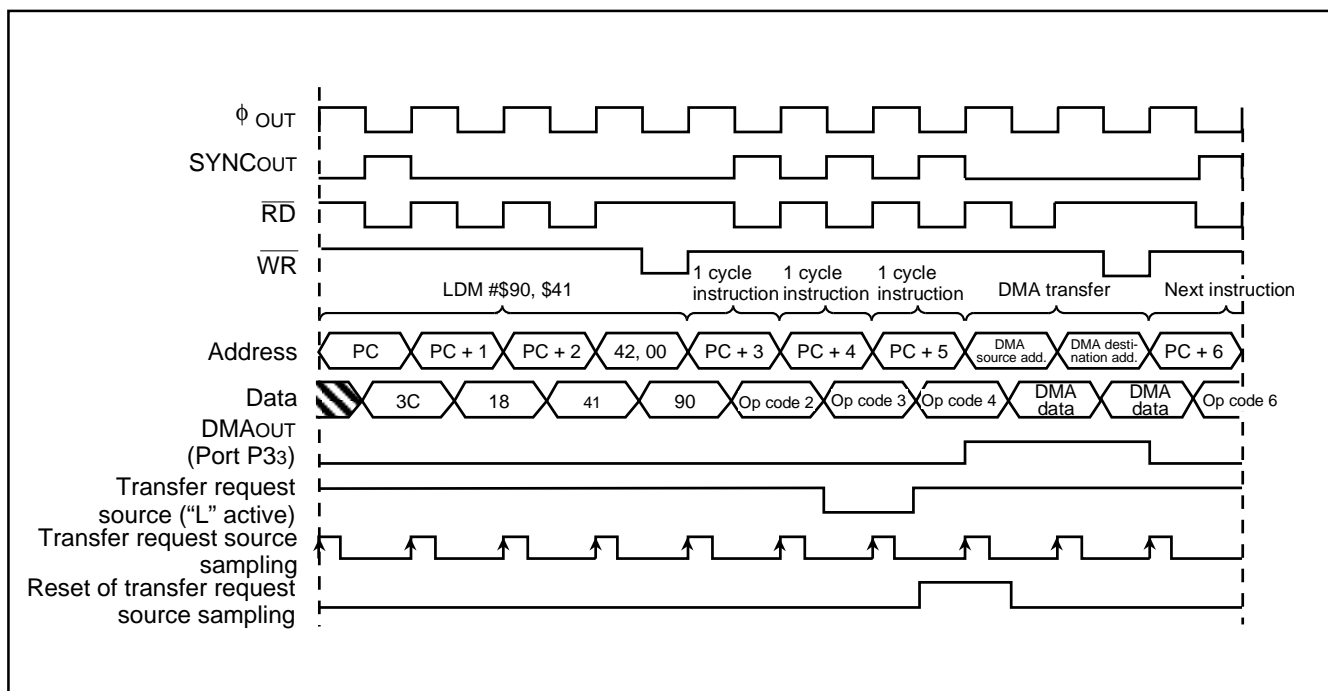 ϕ OUT
SYNCOUT
RD
WR
LDM #$90, $41
1 cycle
instruction
1 cycle
instruction
1 cycle
instruction
DMA transfer
Next instruction
Address
PC
PC + 1
PC + 2
42, 00
PC + 3
PC + 4
PC + 5
DMA
source add.
DMA desti-
nation add.
PC + 6
Data
3C
18
41
90
Op code 2
Op code 3
Op code 4
DMA
data
DMA
data
Op code 6
DMAOUT
(Port P33)
Transfer request
source (“L” active)
Transfer request source
sampling
Reset of transfer request
source sampling